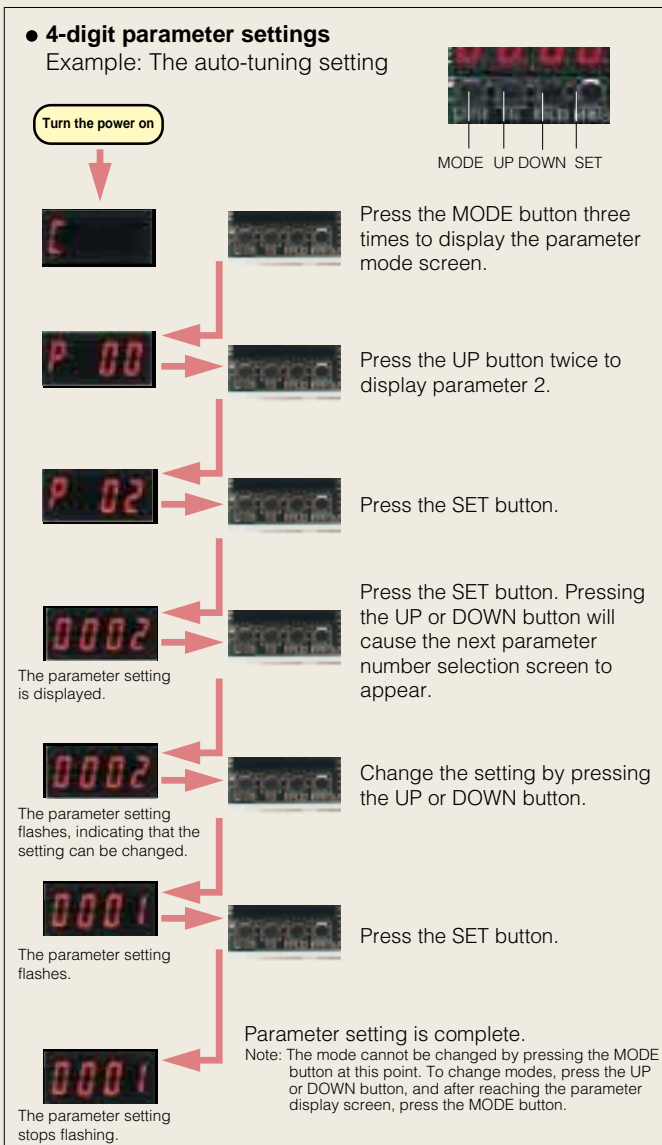 ● 4-digit parameter settings
Example: The auto-tuning setting
MODE UP DOWN SET
Turn the power on
C
Press the MODE button three
times to display the parameter
mode screen.
P 00
Press the UP button twice to
display parameter 2.
P 02
Press the SET button.
0002
The parameter setting
is displayed.
Press the SET button. Pressing
the UP or DOWN button will
cause the next parameter
number selection screen to
appear.
0002
The parameter setting
flashes, indicating that the
setting can be changed.
Change the setting by pressing
the UP or DOWN button.
0001
The parameter setting
flashes.
Press the SET button.
0001
The parameter setting
stops flashing.
Parameter setting is complete.
Note: The mode cannot be changed by pressing the MODE
button at this point. To change modes, press the UP
or DOWN button, and after reaching the parameter
display screen, press the MODE button.